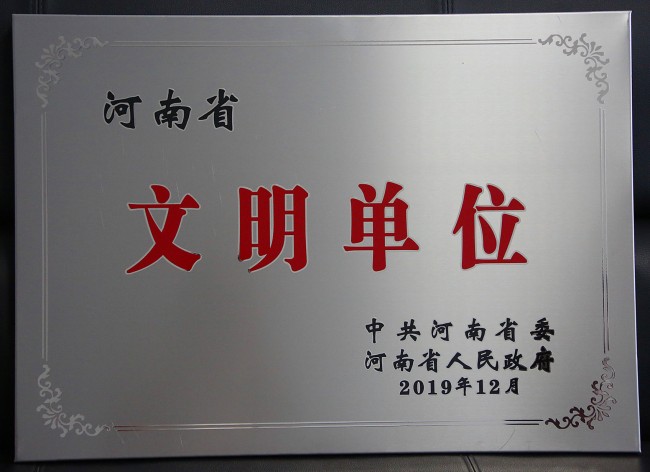 河南省
文明单位
中共河南省委
河南省人民政府
2019年12月